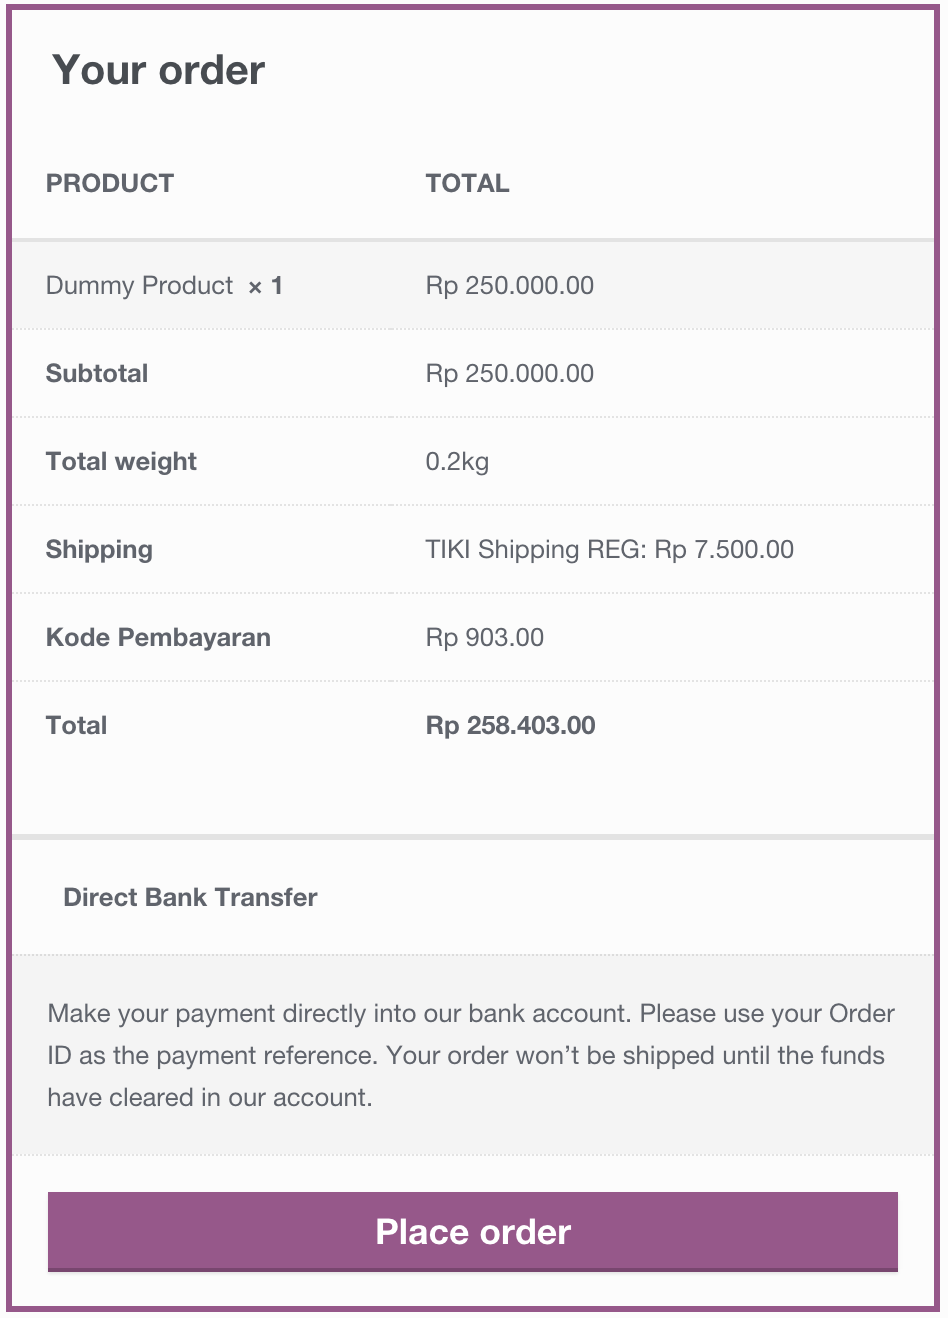 Your order
PRODUCT TOTAL
Dummy Product × 1 Rp 250.000.00
Subtotal Rp 250.000.00
Total weight 0.2kg
Shipping TIKI Shipping REG: Rp 7.500.00
Kode Pembayaran Rp 903.00
Total Rp 258.403.00
Direct Bank Transfer
Make your payment directly into our bank account. Please use your Order
ID as the payment reference. Your order won’t be shipped until the funds
have cleared in our account.
Place order